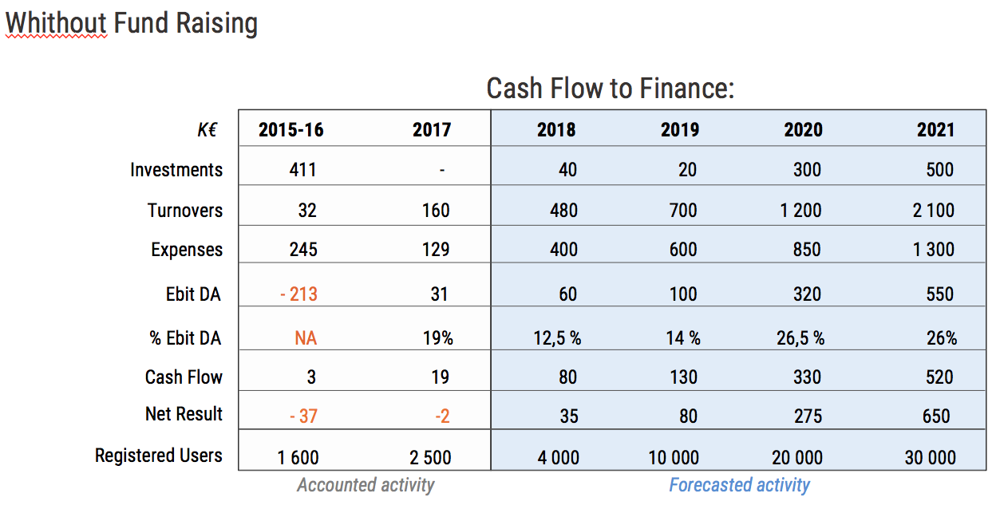 Whithout Fund Raising
Cash Flow to Finance:
K€ 2015-16 2017 2018 2019 2020 2021
Investments 411 - 40 20 300 500
Turnovers 32 160 480 700 1 200 2 100
Expenses 245 129 400 600 850 1 300
Ebit DA - 213 31 60 100 320 550
% Ebit DA NA 19% 12,5 % 14 % 26,5 % 26%
Cash Flow 3 19 80 130 330 520
Net Result - 37 -2 35 80 275 650
Registered Users 1 600 2 500 4 000 10 000 20 000 30 000
Accounted activity Forecasted activity